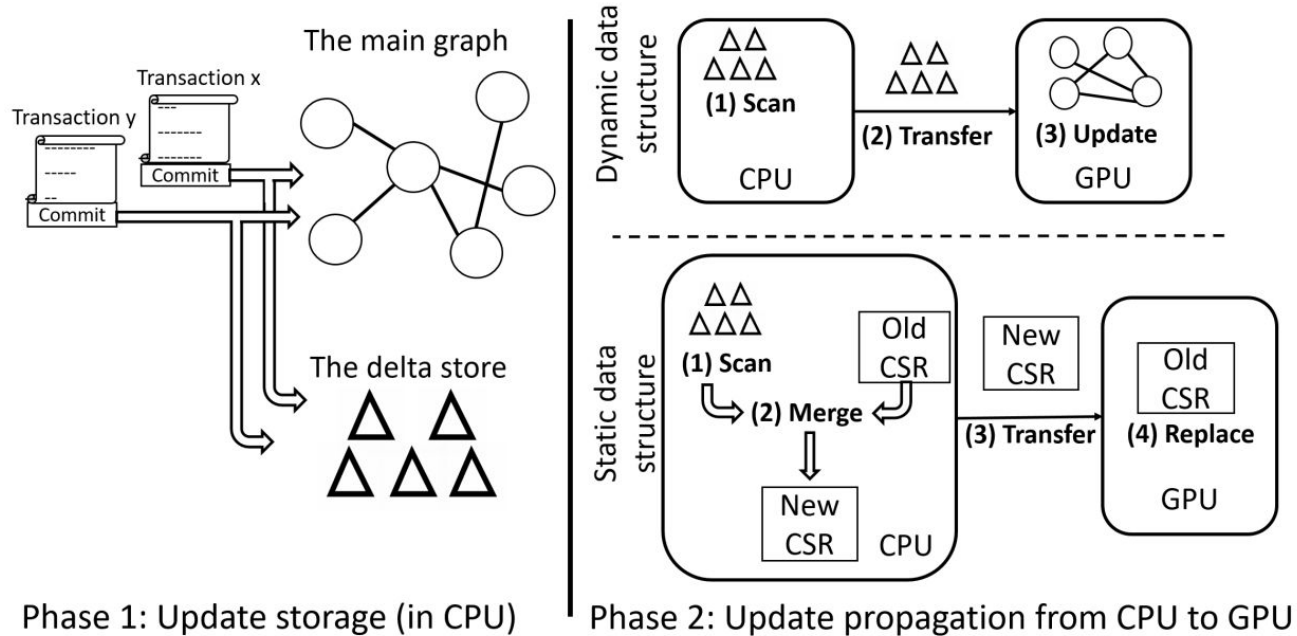 The main graph
Transaction x
Transaction y
Commit
Commit
The delta store
Phase 1: Update storage (in CPU)
Dynamic data
structure
(1) Scan
CPU
(2) Transfer
(3) Update
GPU
Static data
structure
(1) Scan
Old
CSR
(2) Merge
New
CSR
CPU
New
CSR
(3) Transfer
Old
CSR
(4) Replace
GPU
Phase 2: Update propagation from CPU to GPU